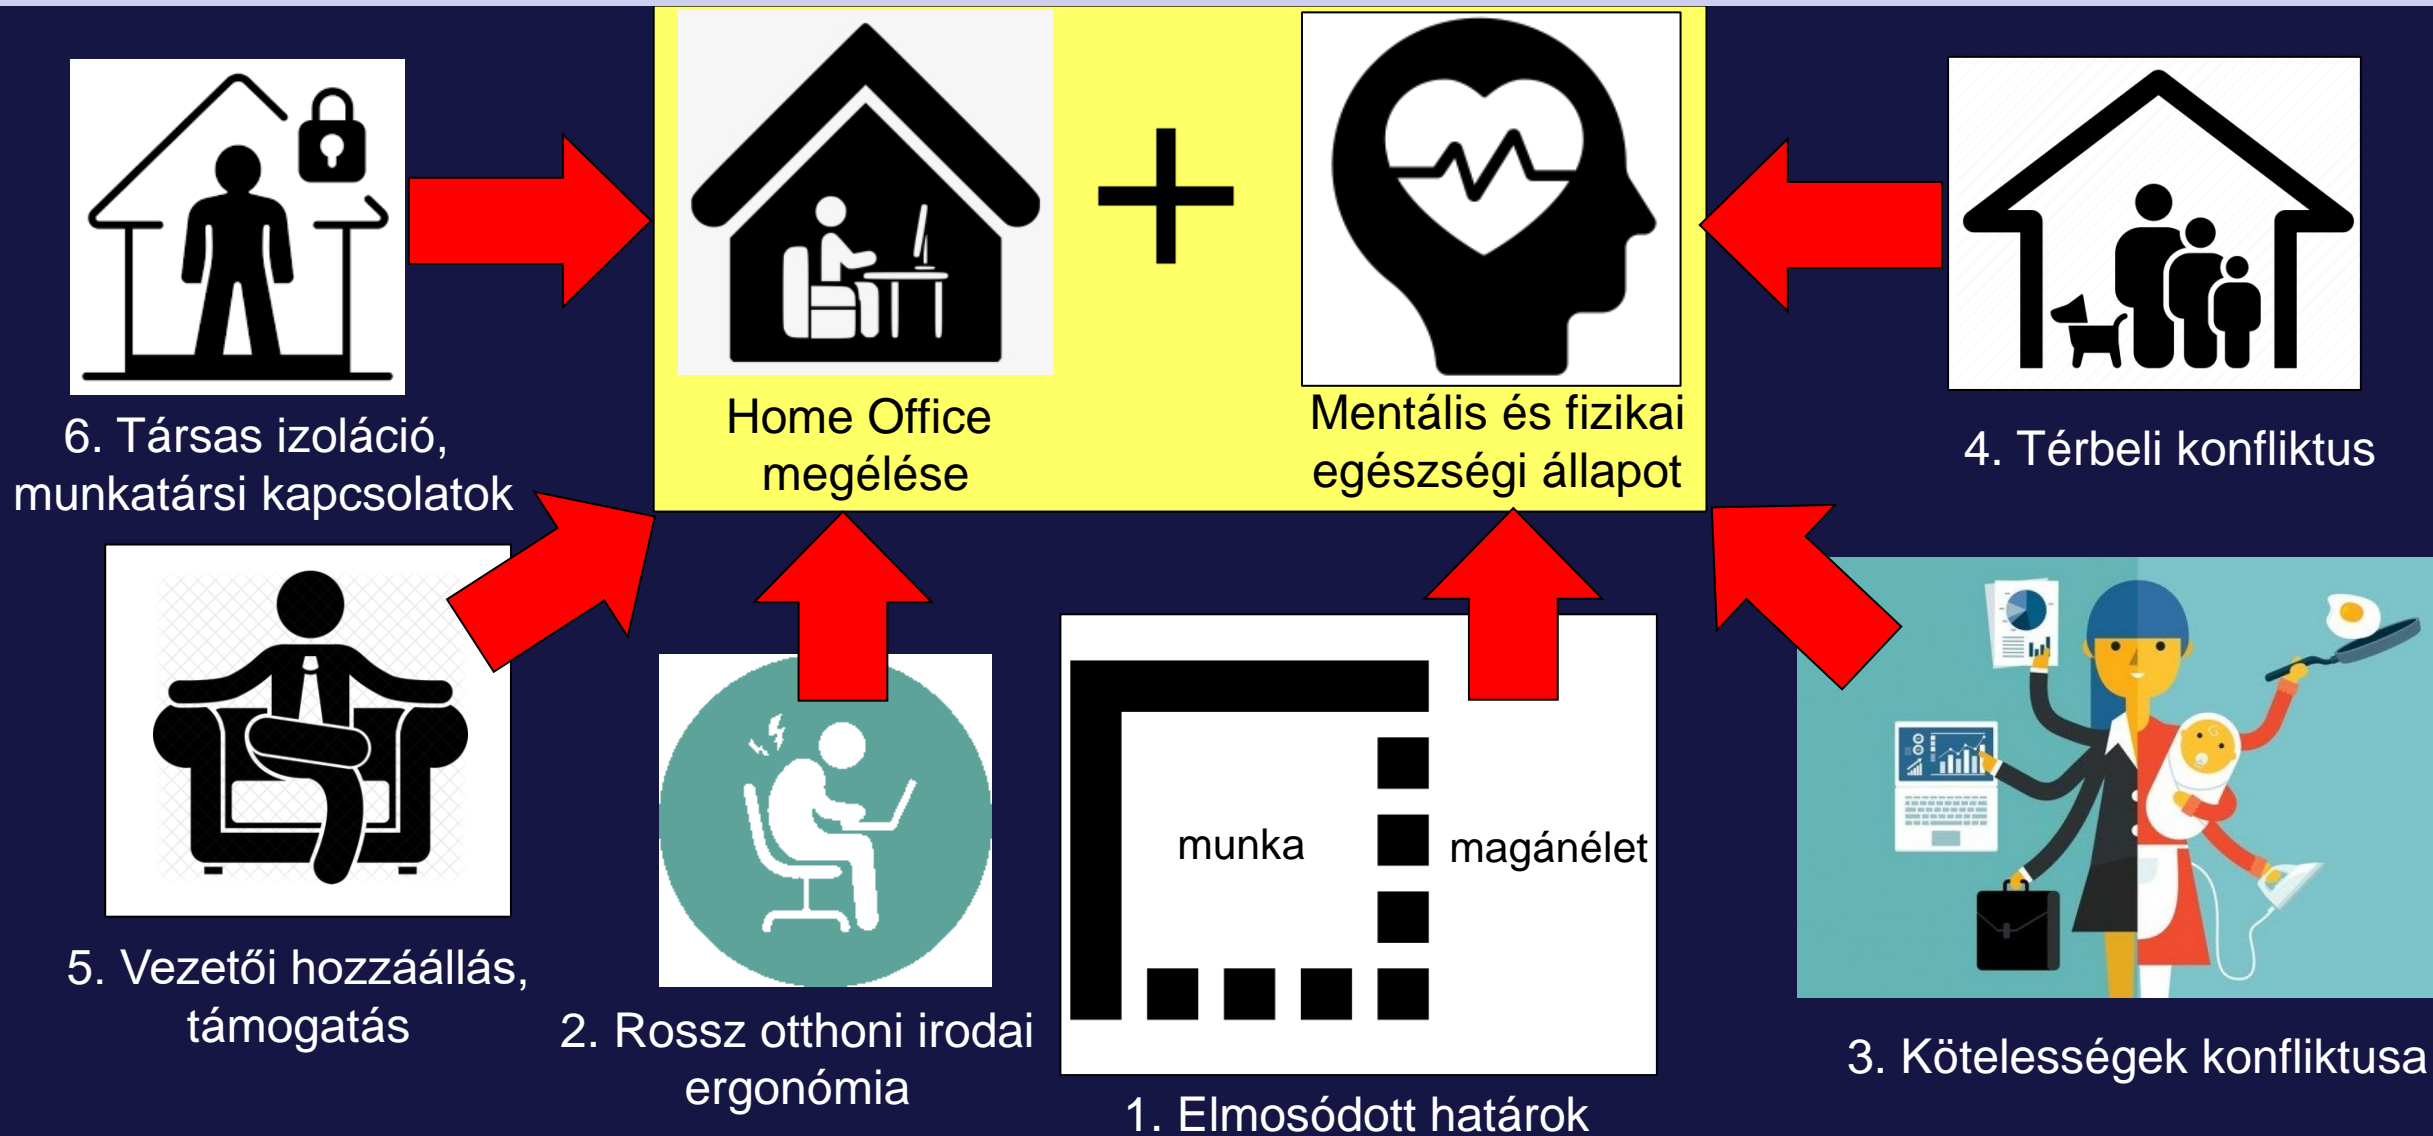 Home Office
megélése
Mentális és fizikai
egészségi állapot
6. Társas izoláció,
munkatársi kapcsolatok
4. Térbeli konfliktus
5. Vezetői hozzáállás,
támogatás
2. Rossz otthoni irodai
ergonómia
munka
magánélet
1. Elmosódott határok
3. Kötelességek konfliktusa